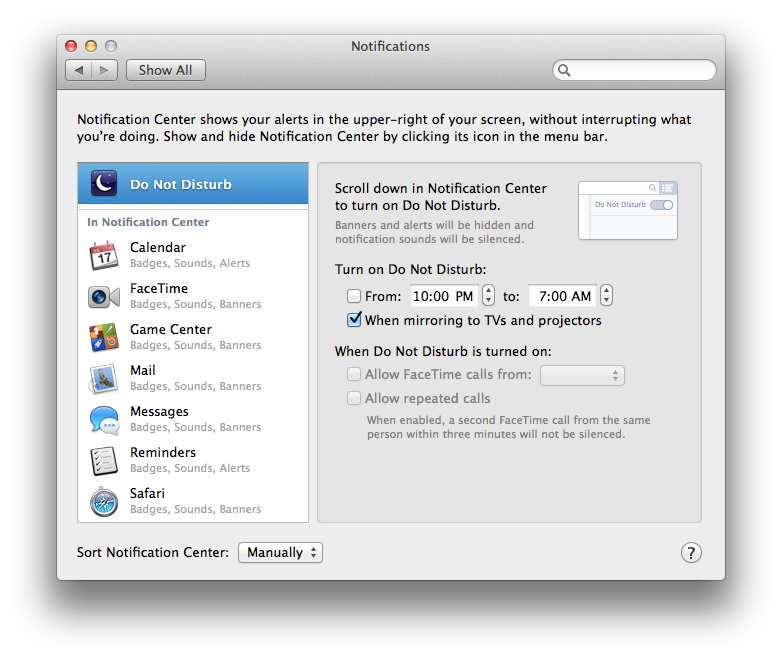 Notifications
Show All
Notification Center shows your alerts in the upper-right of your screen, without interrupting what
you're doing. Show and hide Notification Center by clicking its icon in the menu bar.
Do Not Disturb
In Notification Center
17
Calendar
Badges, Sounds, Alerts
FaceTime
Badges, Sounds, Banners
Game Center
Badges, Sounds, Banners
Mail
Badges, Sounds, Banners
Messages
Badges, Sounds, Banners
Reminders
Badges, Sounds, Alerts
Safari
Badges, Sounds, Banners
Scroll down in Notification Center
to turn on Do Not Disturb.
Banners and alerts will be hidden and
notification sounds will be silenced.
Do Not Disturb
Turn on Do Not Disturb:
From: 10:00 PM to: 7:00 AM
When mirroring to TVs and projectors
When Do Not Disturb is turned on:
Allow FaceTime calls from:
Allow repeated calls
When enabled, a second FaceTime call from the same
person within three minutes will not be silenced.
Sort Notification Center: Manually
?